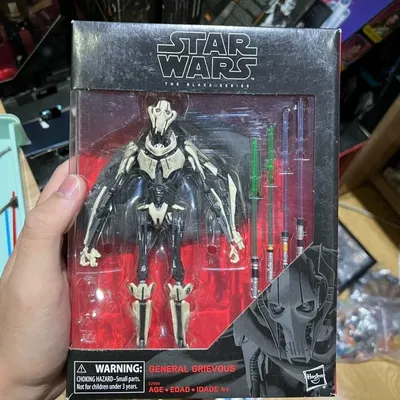 STAR
WARS
THE BLACK SERIES
WARNING:
CHOKING HAZARD-Small parts.
Not for children under 3 years.
GENERAL GRIEVOUS
AGE • EDAD • IDADE 4+
Hasbro